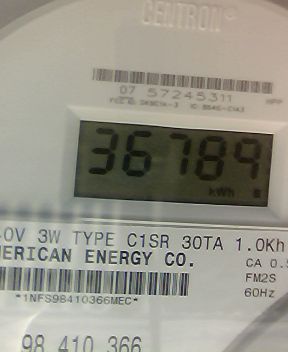 CENTRON
07 57245311
36789
kWh
0V 3W TYPE C1SR 30TA 1.0Kh
ERICAN ENERGY CO.
CA 0.5
FM2S
*1NFS98410366MEC*
60Hz
98 410 366